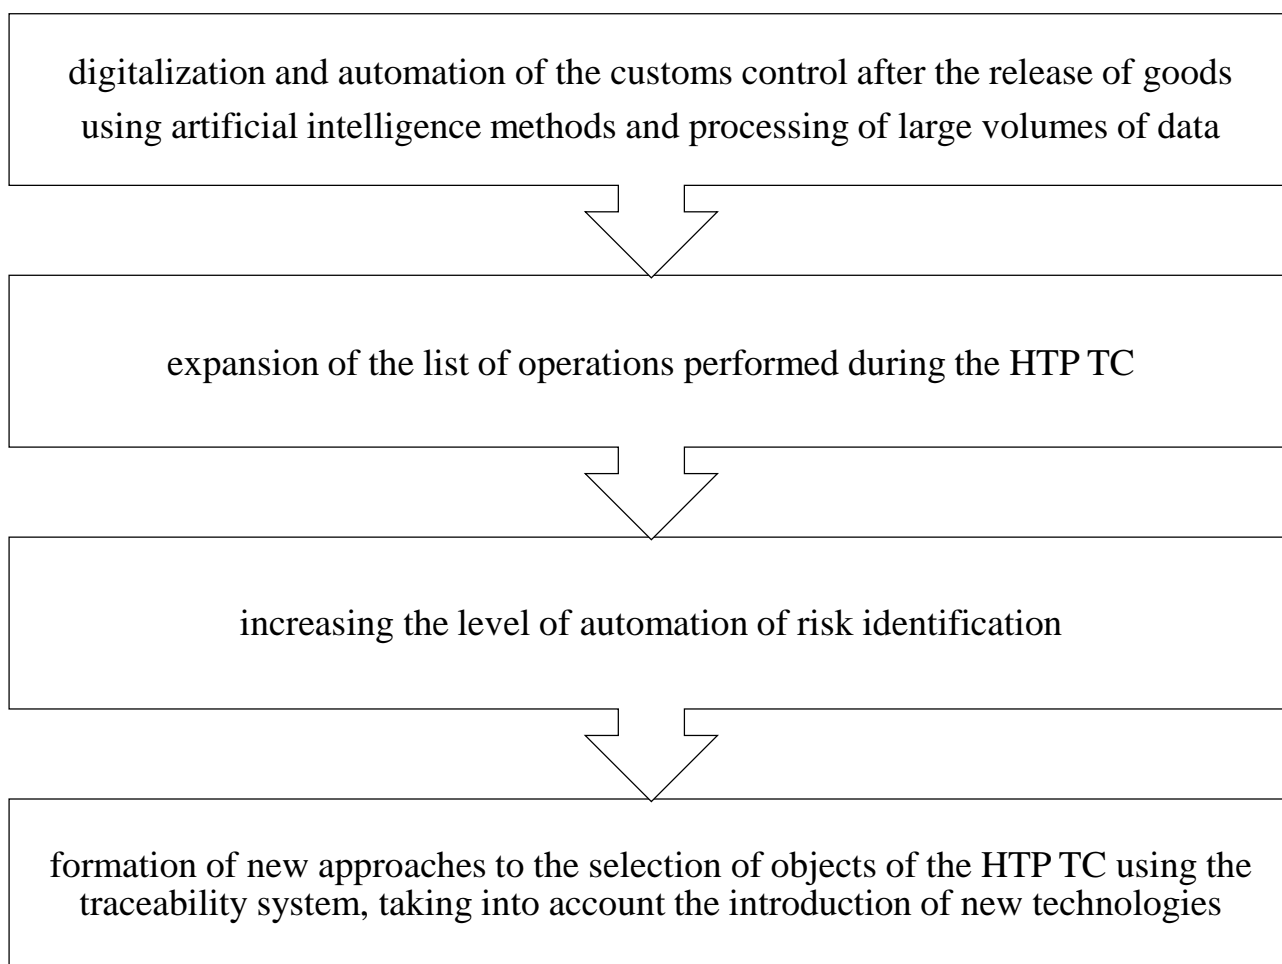 digitalization and automation of the customs control after the release of goods
using artificial intelligence methods and processing of large volumes of data
expansion of the list of operations performed during the HTP TC
increasing the level of automation of risk identification
formation of new approaches to the selection of objects of the HTP TC using the
traceability system, taking into account the introduction of new technologies